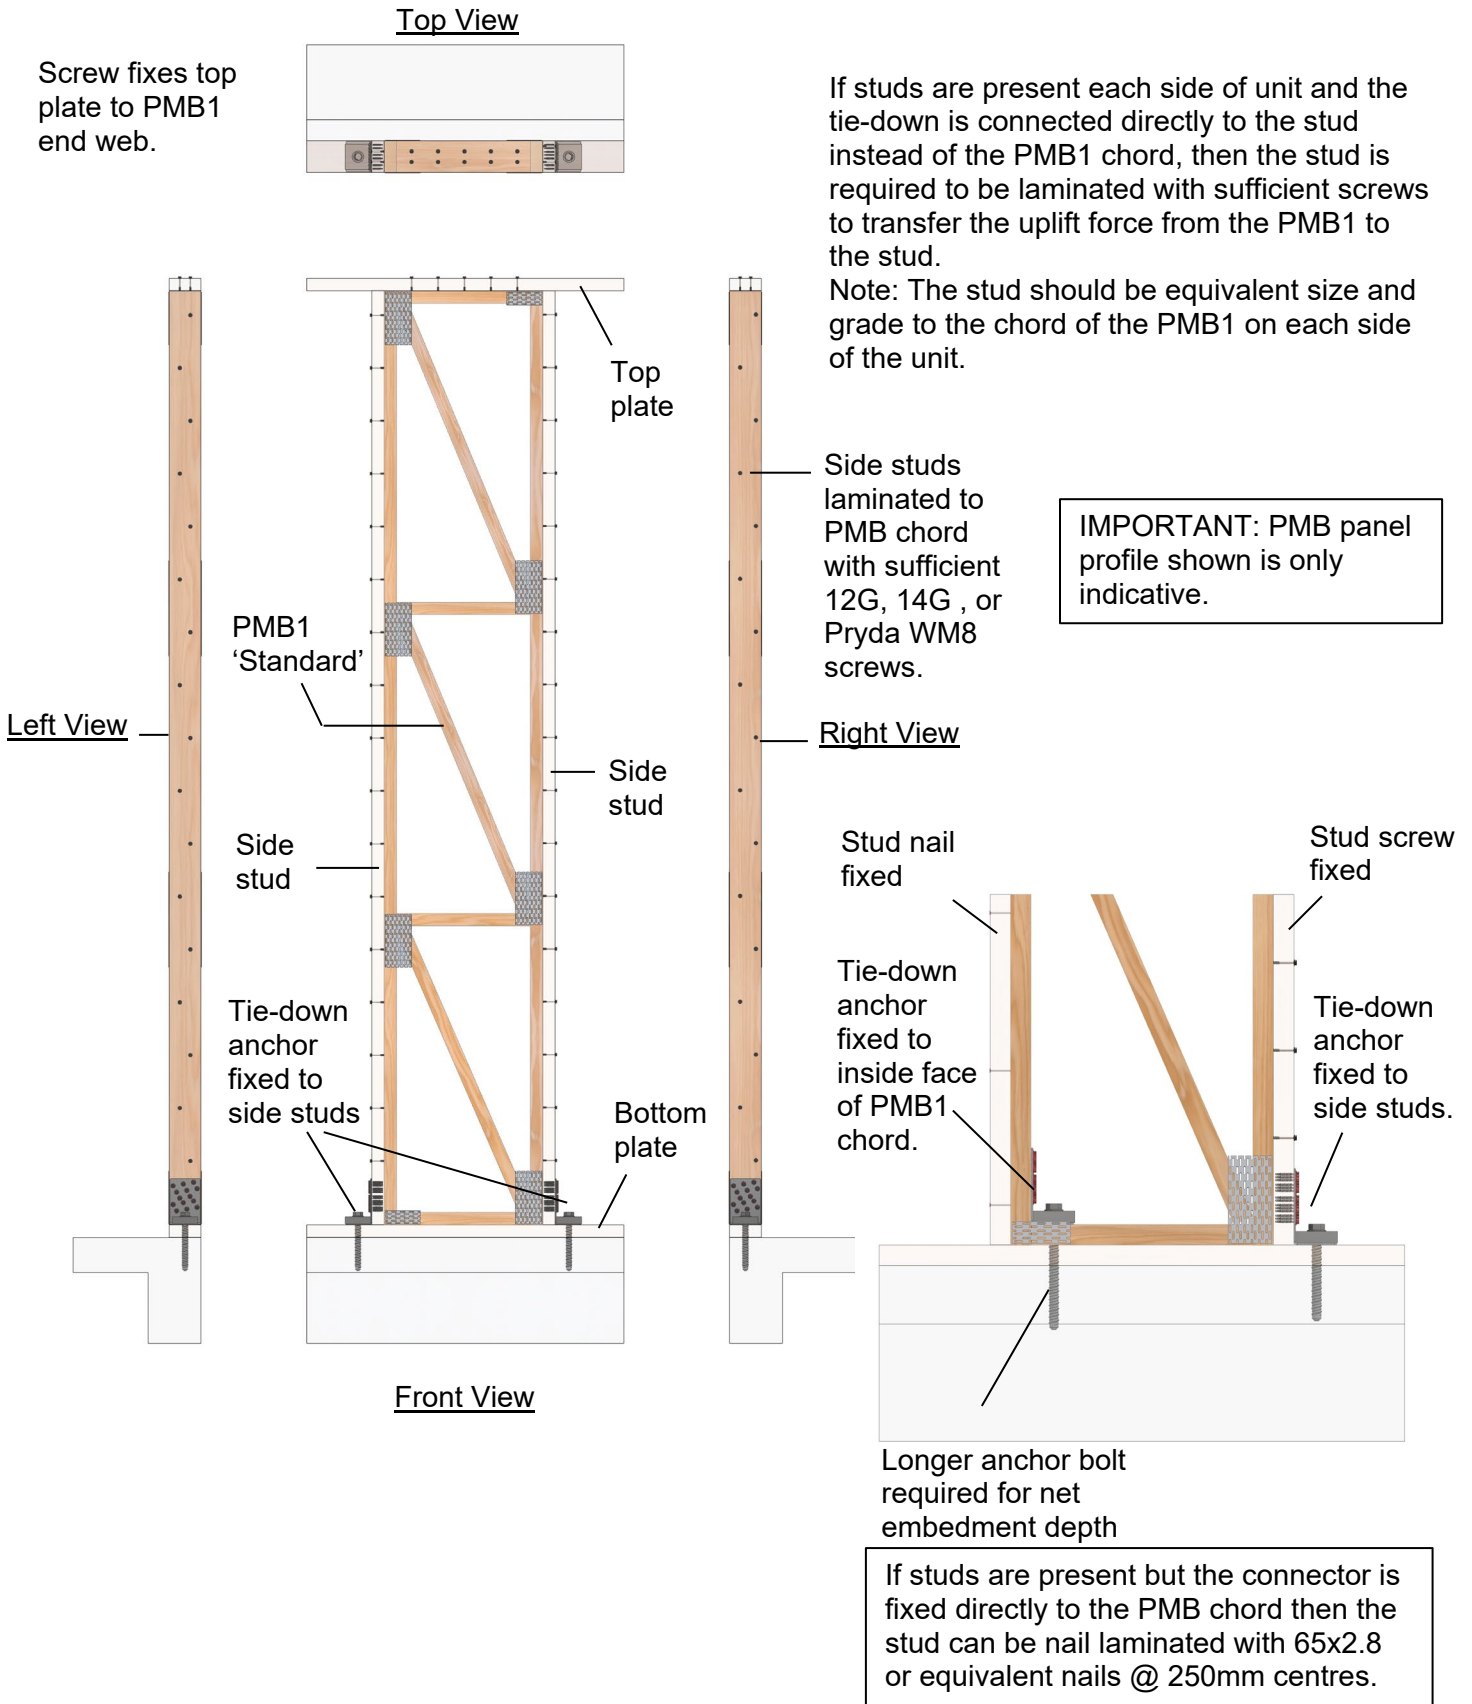 Top View
Screw fixes top
plate to PMB1
end web.
If studs are present each side of unit and the
tie-down is connected directly to the stud
instead of the PMB1 chord, then the stud is
required to be laminated with sufficient screws
to transfer the uplift force from the PMB1 to
the stud.
Note: The stud should be equivalent size and
grade to the chord of the PMB1 on each side
of the unit.
Top
plate
Side studs
laminated to
PMB chord
with sufficient
12G, 14G , or
Pryda WM8
screws.
IMPORTANT: PMB panel
profile shown is only
indicative.
PMB1
‘Standard’
Left View
Right View
Side
stud
Side
stud
Stud nail
fixed
Stud screw
fixed
Tie-down
anchor
fixed to
side studs
Bottom
plate
Tie-down
anchor
fixed to
inside face
of PMB1
chord.
Tie-down
anchor
fixed to
side studs.
Front View
Longer anchor bolt
required for net
embedment depth
If studs are present but the connector is
fixed directly to the PMB chord then the
stud can be nail laminated with 65x2.8
or equivalent nails @ 250mm centres.